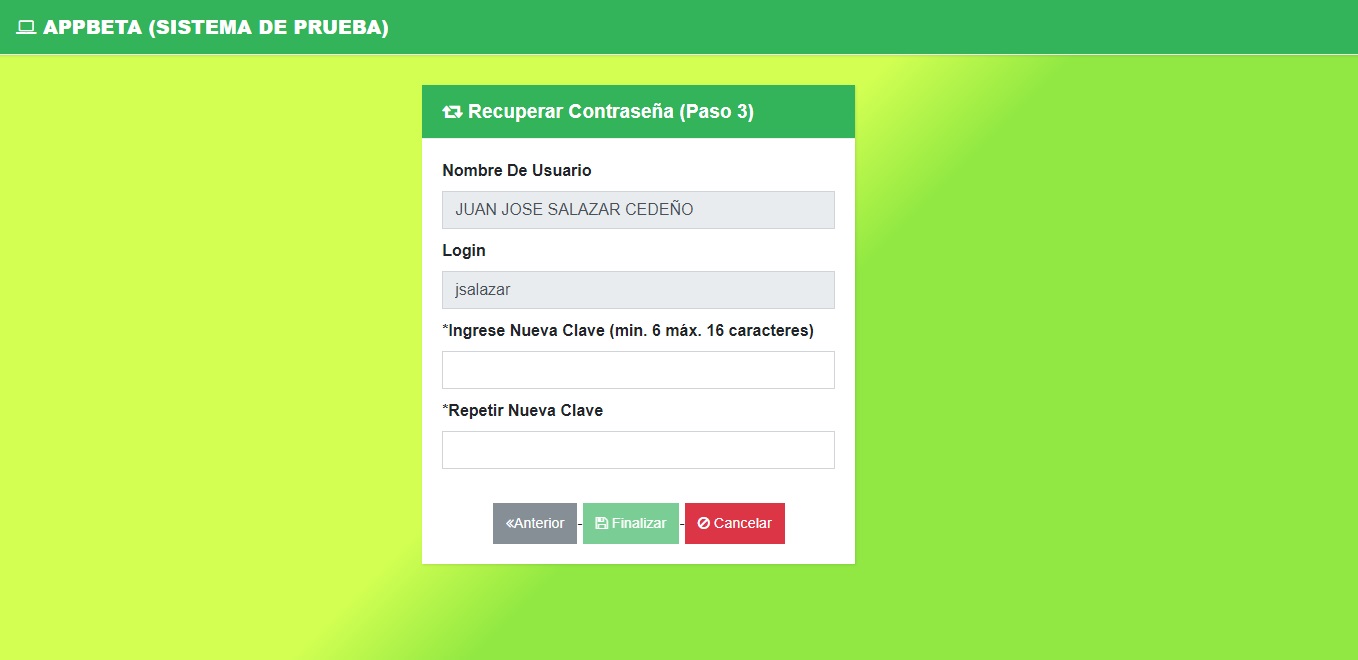 APPBETA (SISTEMA DE PRUEBA)
Recuperar Contraseña (Paso 3)
Nombre De Usuario
JUAN JOSE SALAZAR CEDEÑO
Login
jsalazar
*Ingrese Nueva Clave (min. 6 máx. 16 caracteres)
*Repetir Nueva Clave
«Anterior - Finalizar - Cancelar